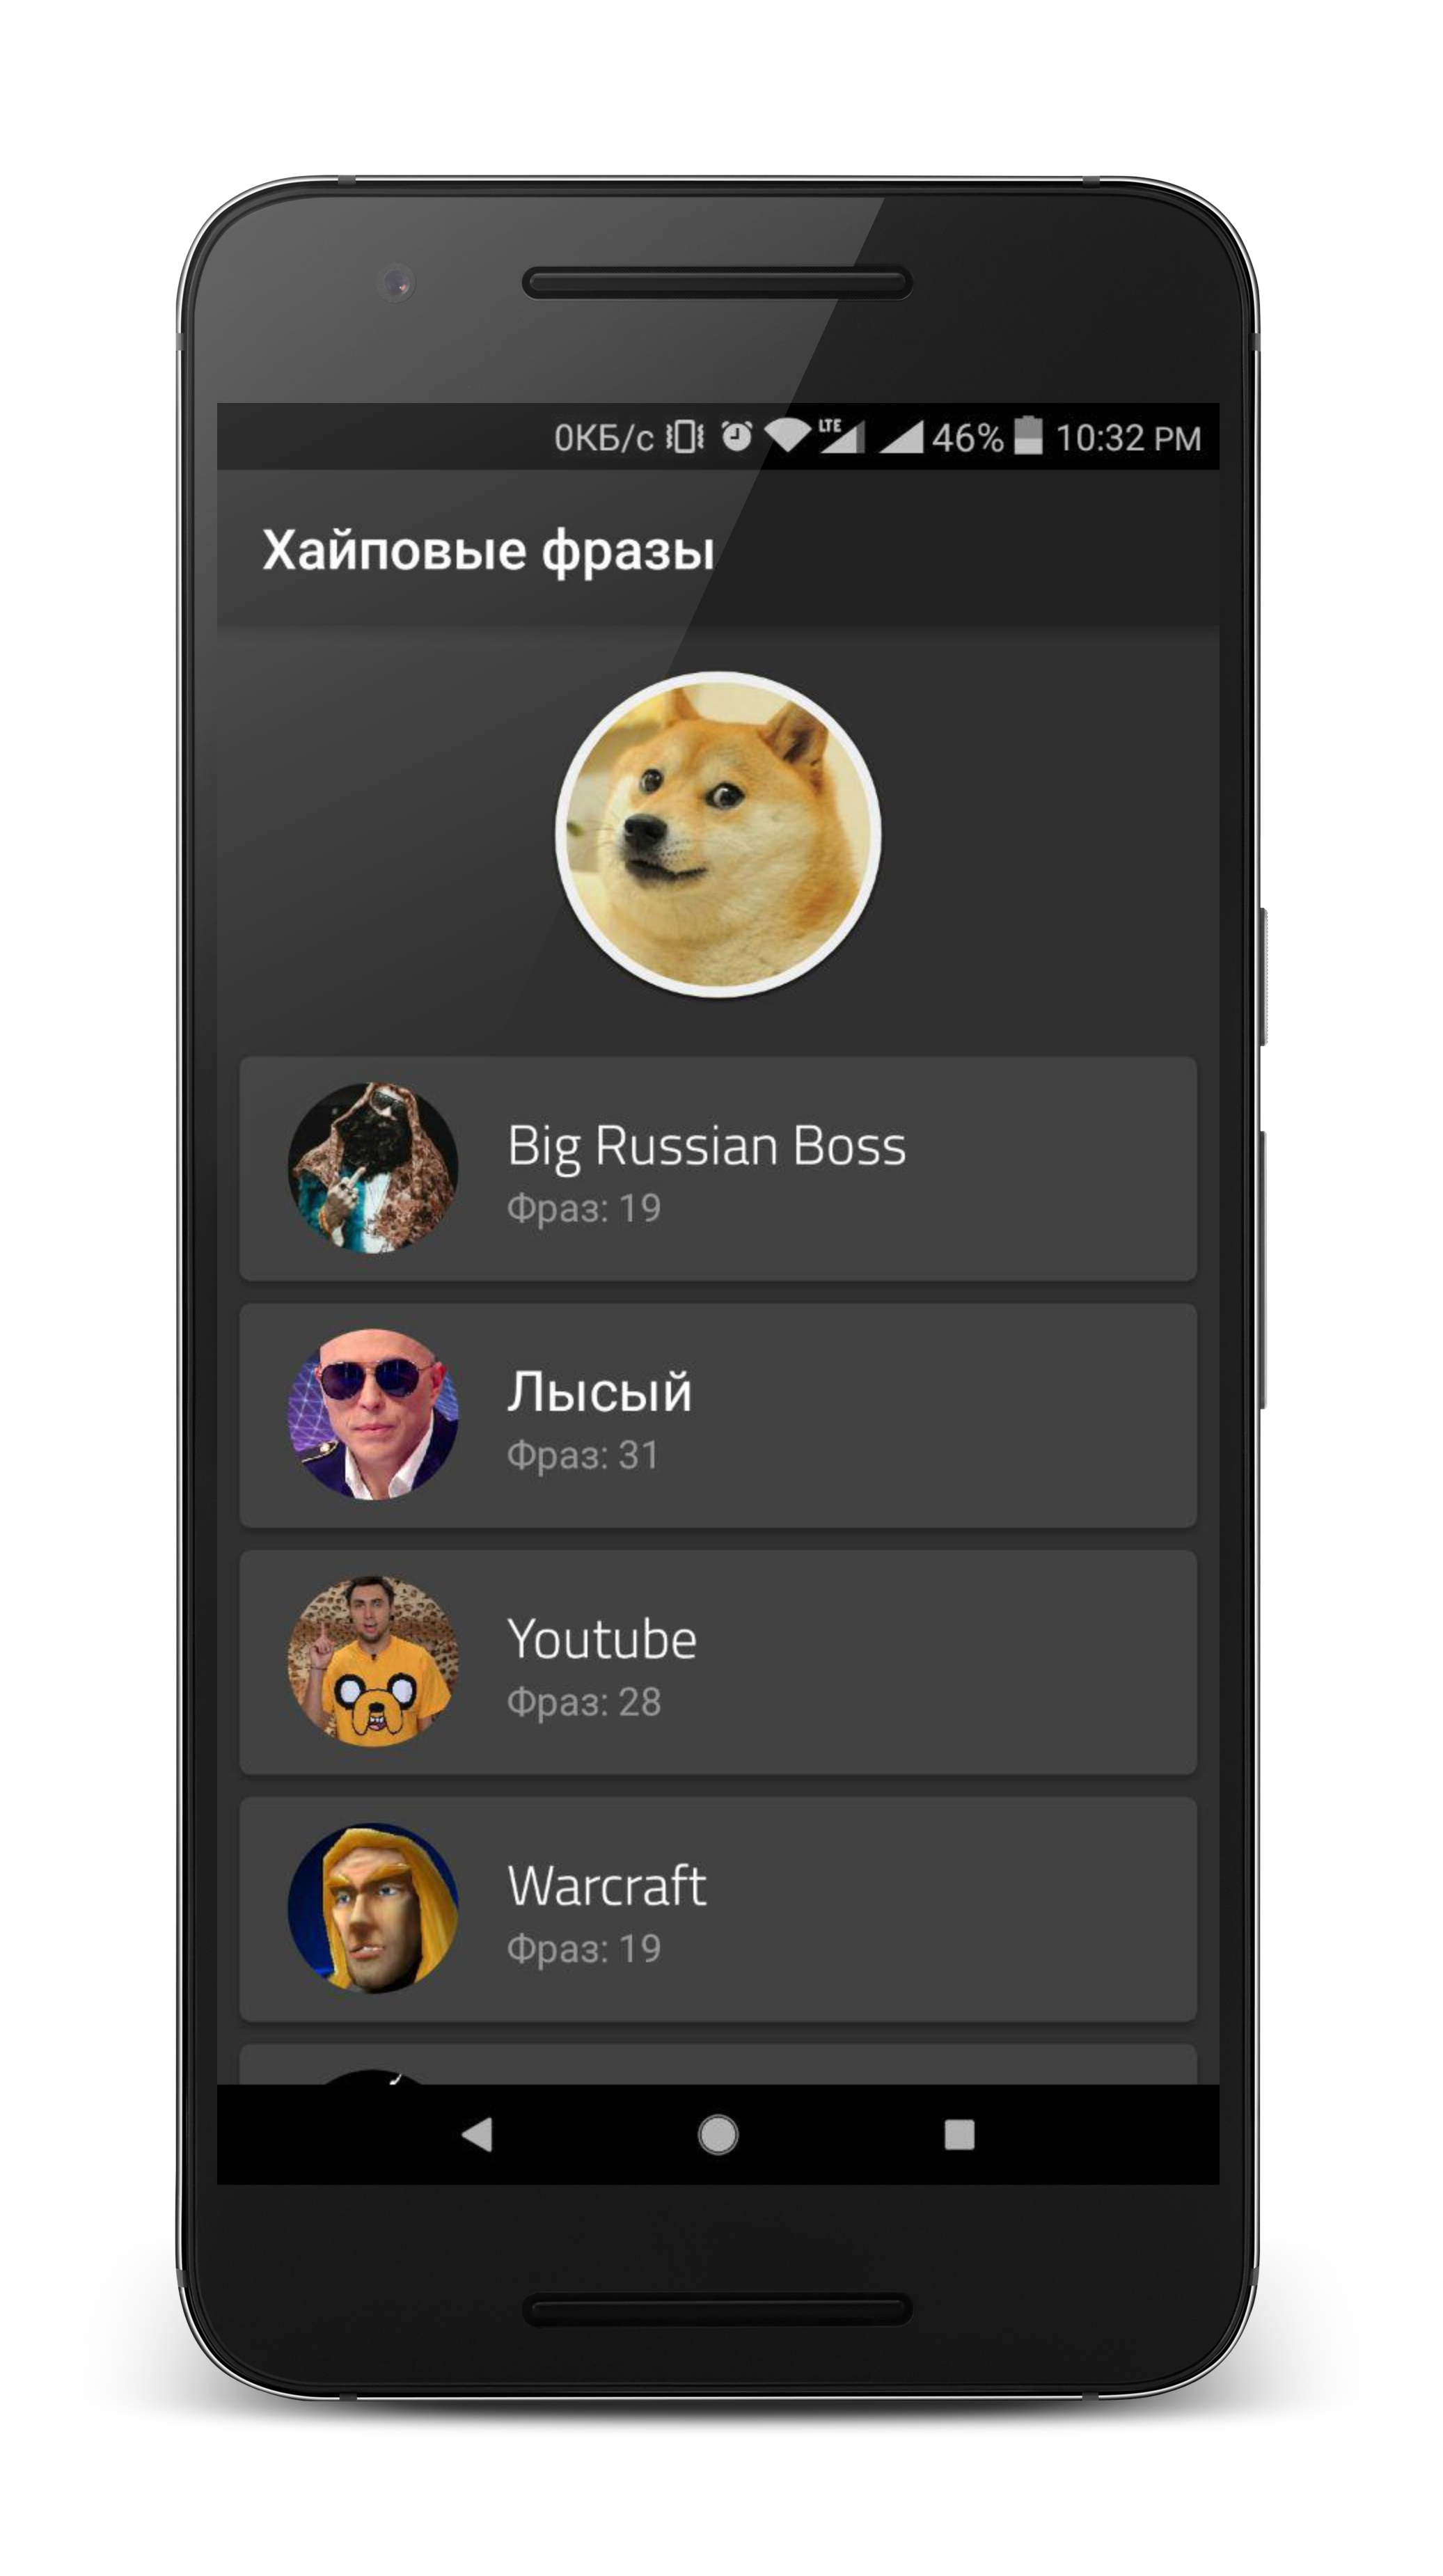 0КБ/с LTE 46% 10:32 PM
Хайповые фразы
Big Russian Boss
Фраз: 19
Лысый
Фраз: 31
Youtube
Фраз: 28
Warcraft
Фраз: 19